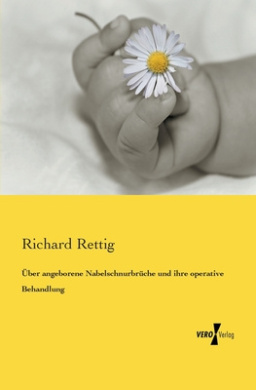 Richard Rettig
Über angeborene Nabelschnurbrüche und ihre operative
Behandlung
VERO Verlag